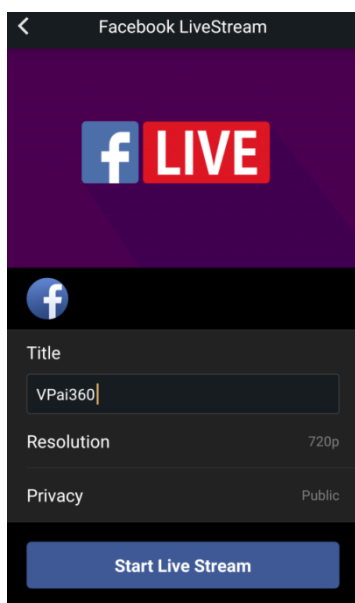 Facebook LiveStream
f LIVE
f
Title
VPai360
Resolution 720p
Privacy Public
Start Live Stream